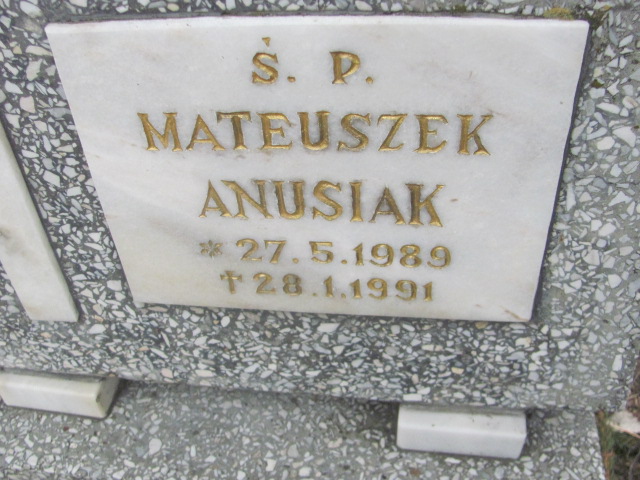 Ś. P.
MATEUSZEK
ANUSIAK
* 27.5.1989
† 28.1.1991